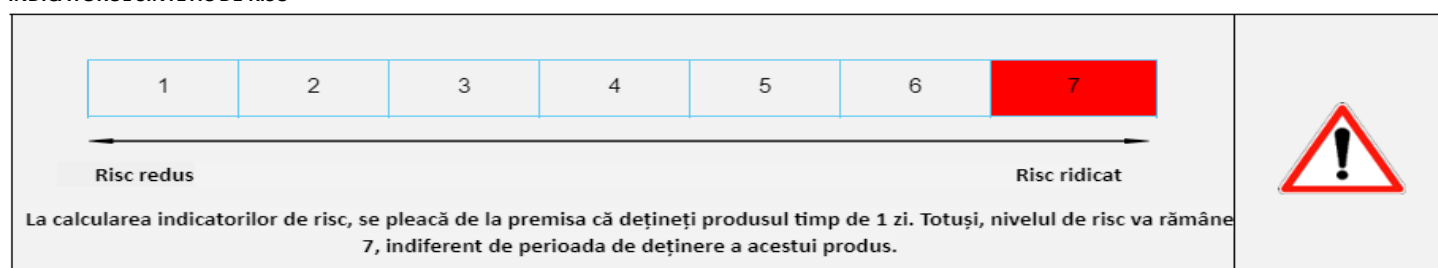 1 2 3 4 5 6 7
Risc redus Risc ridicat
La calcularea indicatorilor de risc, se pleacă de la premisa că dețineți produsul timp de 1 zi. Totuși, nivelul de risc va rămâne
7, indiferent de perioada de deținere a acestui produs.